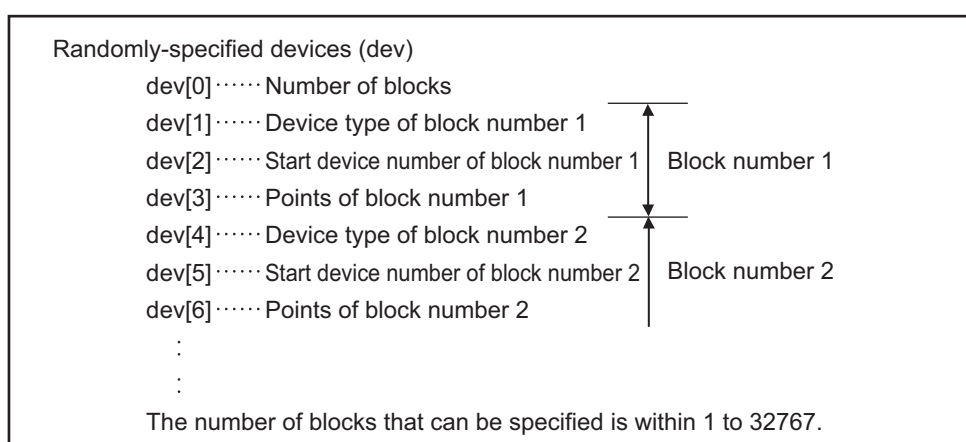 Randomly-specified devices (dev)
dev[0]······Number of blocks
dev[1]······Device type of block number 1
dev[2]······Start device number of block number 1 Block number 1
dev[3]······Points of block number 1
dev[4]······Device type of block number 2
dev[5]······Start device number of block number 2 Block number 2
dev[6]······Points of block number 2
:
:
The number of blocks that can be specified is within 1 to 32767.